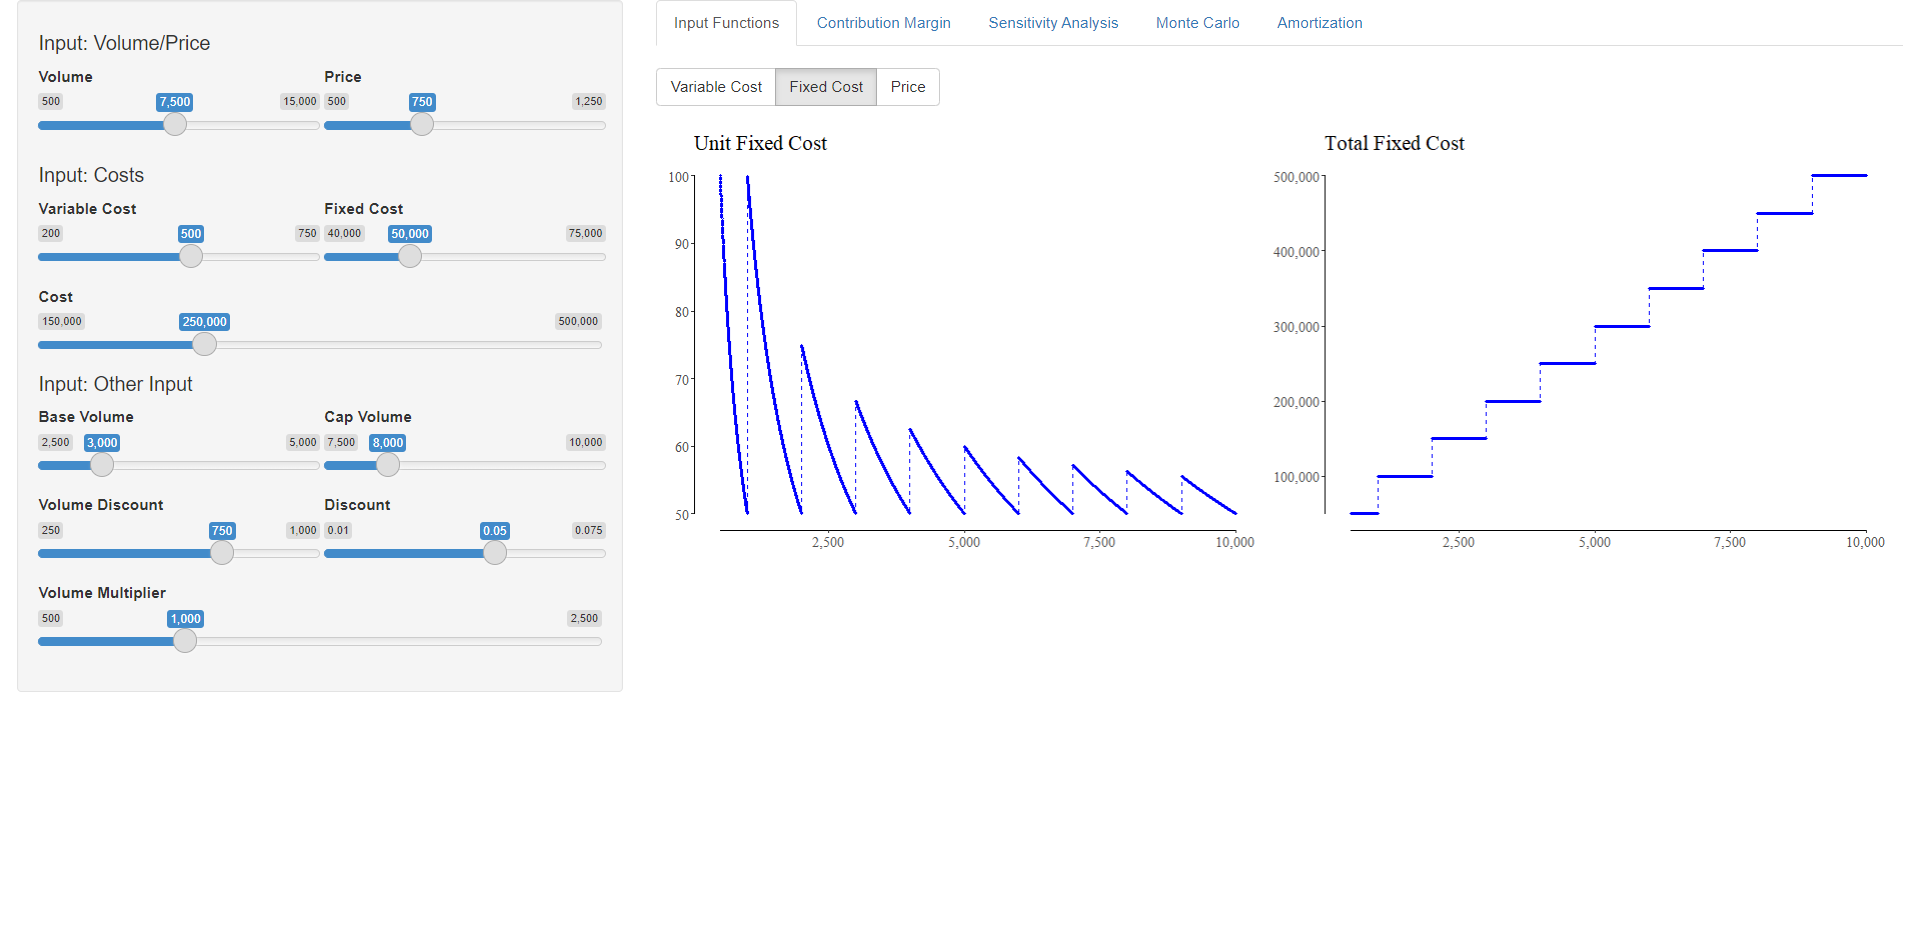 Input: Volume/Price
Volume Price
500 7,500 15,000 500 750 1,250
Input: Costs
Variable Cost Fixed Cost
200 500 750 40,000 50,000 75,000
Cost
150,000 250,000 500,000
Input: Other Input
Base Volume Cap Volume
2,500 3,000 5,000 7,500 8,000 10,000
Volume Discount Discount
250 750 1,000 0.01 0.05 0.075
Volume Multiplier
500 1,000 2,500
Input Functions Contribution Margin Sensitivity Analysis Monte Carlo Amortization
Variable Cost Fixed Cost Price
Unit Fixed Cost
100
90
80
70
60
50
2,500 5,000 7,500 10,000
Total Fixed Cost
500,000
400,000
300,000
200,000
100,000
2,500 5,000 7,500 10,000